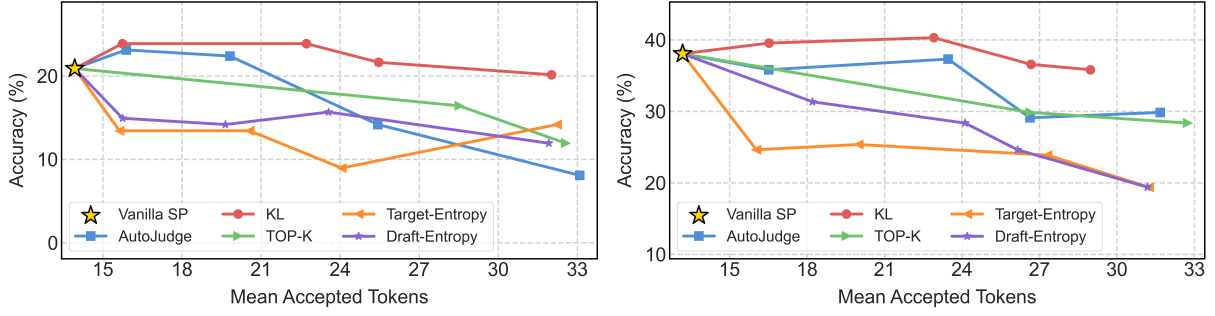 Accuracy (%)
20
10
0
Vanilla SP
KL
Target-Entropy
AutoJudge
TOP-K
Draft-Entropy
15 18 21 24 27 30 33
Mean Accepted Tokens
Accuracy (%)
40
30
20
10
Vanilla SP
KL
Target-Entropy
AutoJudge
TOP-K
Draft-Entropy
15 18 21 24 27 30 33
Mean Accepted Tokens